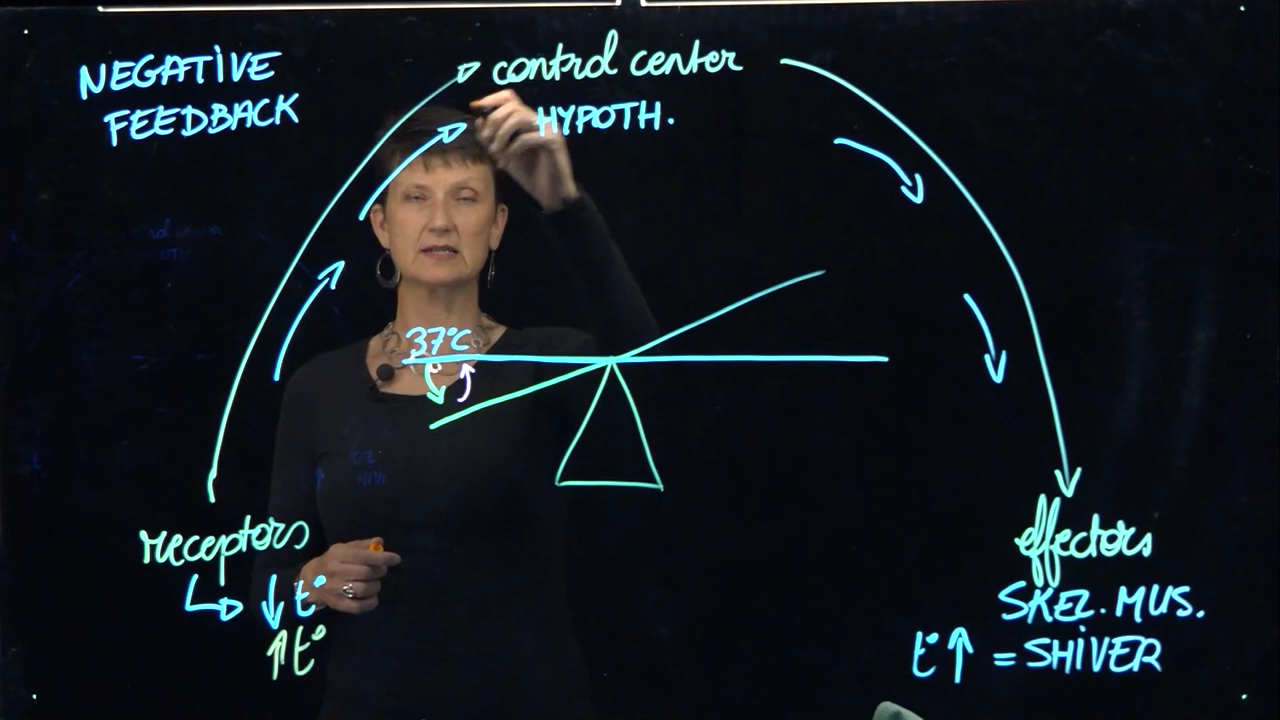 NEGATIVE
FEEDBACK
control center
HYPOTH.
37°C
receptors
↓ t°
↑ t°
effectors
SKEL. MUS.
t° ↑ = SHIVER